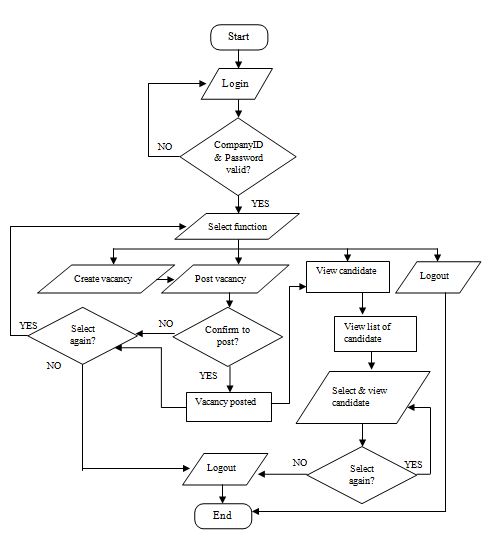 Start
Login
NO
CompanyID
& Password
valid?
YES
Select function
Create vacancy
Post vacancy
View candidate
Logout
YES
Select
again?
NO
NO
Confirm to
post?
YES
Vacancy posted
View list of
candidate
Select & view
candidate
Logout
NO
Select
again?
YES
End